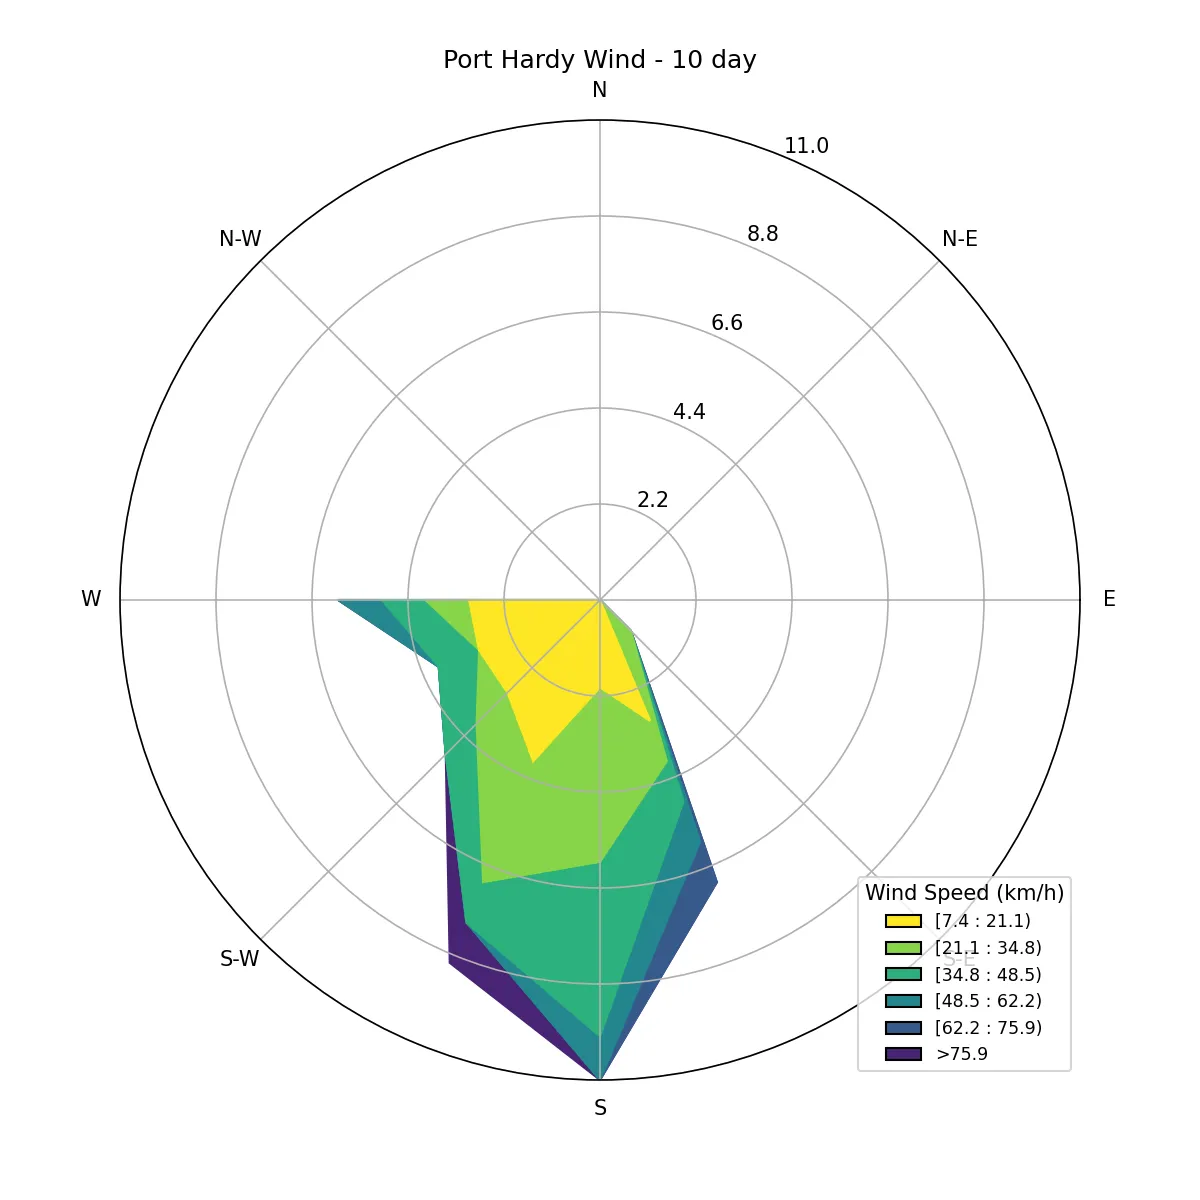 Port Hardy Wind - 10 day
N
11.0
N-W
8.8
N-E
6.6
4.4
2.2
W
E
S-W
S-E
S
Wind Speed (km/h)
[7.4 : 21.1)
[21.1 : 34.8)
[34.8 : 48.5)
[48.5 : 62.2)
[62.2 : 75.9)
>75.9